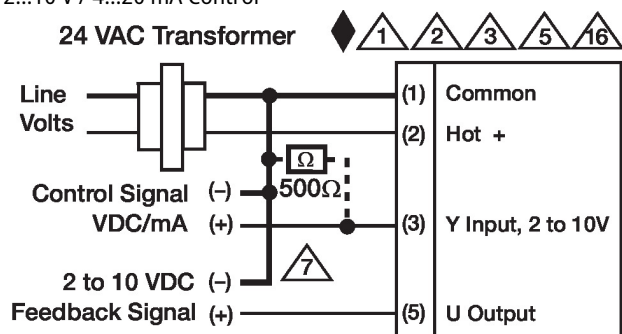 2...10 V / 4...20 mA Control
24 VAC Transformer
1 2 3 5 16
Line
Volts
(1) Common
(2) Hot +
Ω
500Ω
Control Signal (–)
VDC/mA (+)
(3) Y Input, 2 to 10V
7
2 to 10 VDC (–)
Feedback Signal (+)
(5) U Output